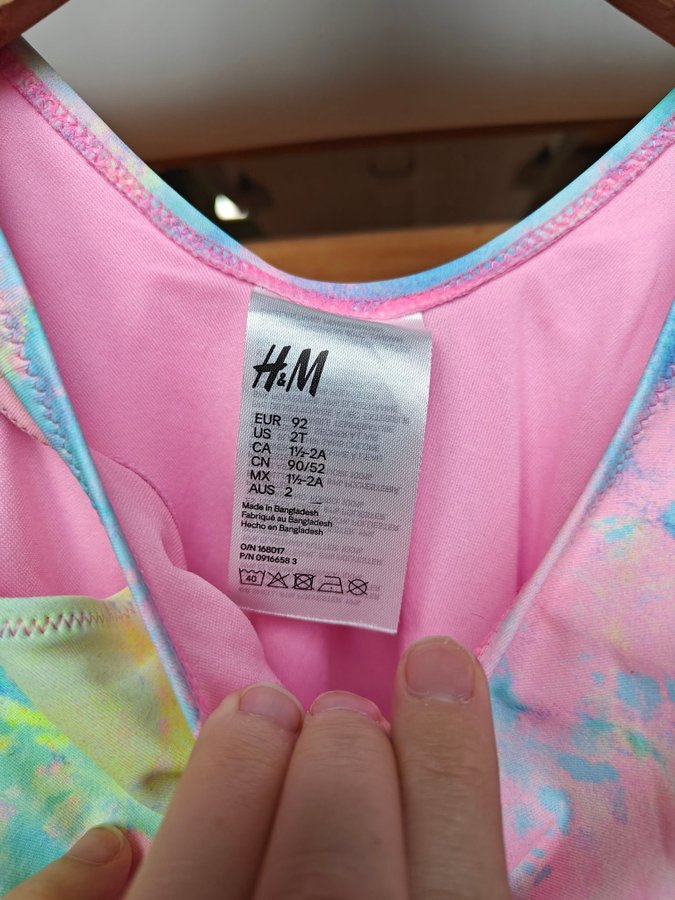 H&M
EUR 92
US 2T
CA 1½-2A
CN 90/52
MX 1½-2A
AUS 2
Made in Bangladesh
Fabriqué au Bangladesh
Hecho en Bangladesh
O/N 168017
P/N 0916658 3
40